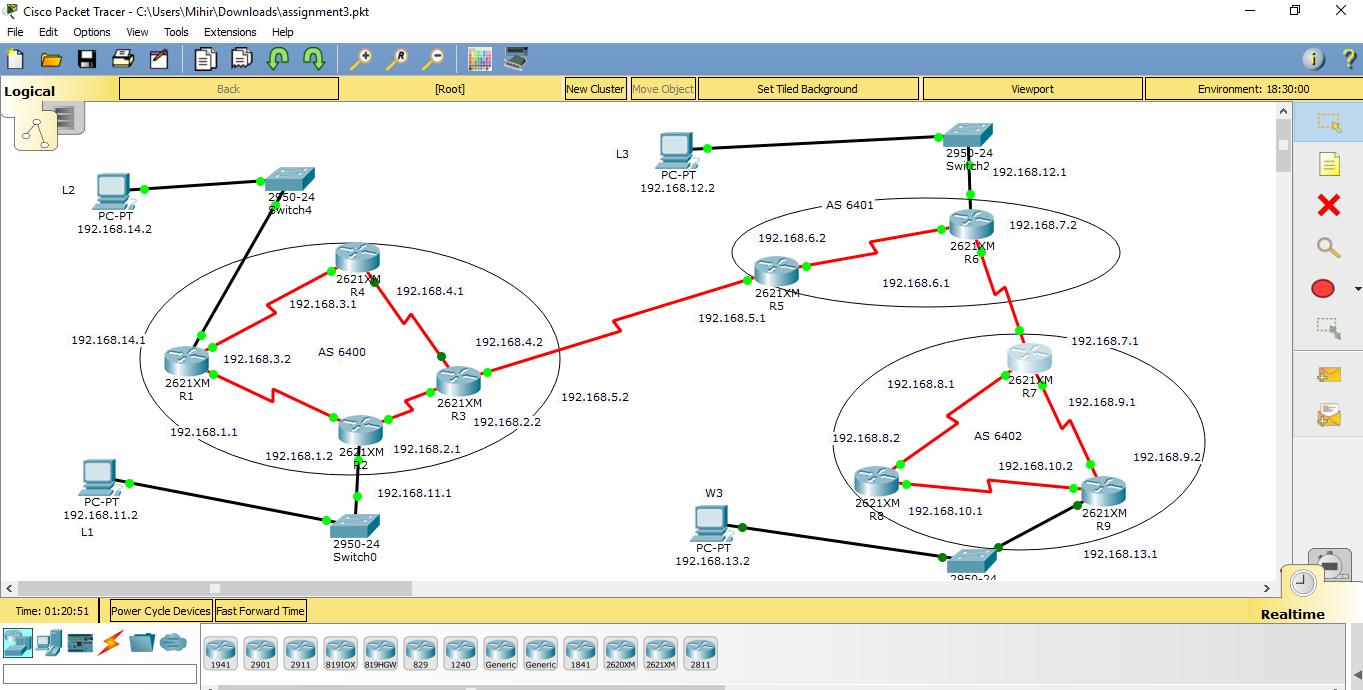 Cisco Packet Tracer - C:\Users\Mihir\Downloads\assignment3.pkt
File Edit Options View Tools Extensions Help
Logical
Back
[Root]
New Cluster
Move Object
Set Tiled Background
Viewport
Environment: 18:30:00
L2
PC-PT
192.168.14.2
2950-24
Switch4
L3
PC-PT
192.168.12.2
2950-24
Switch2
192.168.12.1
AS 6401
192.168.7.2
192.168.6.2
2621XM
R6
2621XM
R5
192.168.6.1
192.168.5.1
2621XM
R4
192.168.4.1
192.168.3.1
192.168.14.1
192.168.3.2
AS 6400
192.168.4.2
2621XM
R1
2621XM
R3
192.168.5.2
192.168.2.2
192.168.1.1
192.168.1.2
2621XM
R2
192.168.2.1
192.168.7.1
2621XM
R7
192.168.8.1
192.168.9.1
AS 6402
192.168.8.2
192.168.10.2
192.168.9.2
2621XM
R8
192.168.10.1
2621XM
R9
192.168.13.1
PC-PT
192.168.11.2
L1
192.168.11.1
2950-24
Switch0
W3
PC-PT
192.168.13.2
2950-24
Time: 01:20:51
Power Cycle Devices
Fast Forward Time
Realtime
1941
2901
2911
819IOX
819HGW
829
1240
Generic
Generic
1841
2620XM
2621XM
2811